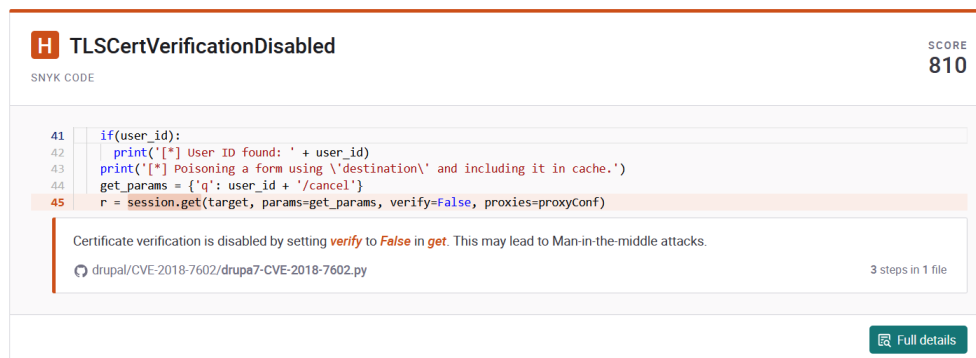 H TLSCertVerificationDisabled
SNYK CODE
SCORE
810
41 if(user_id):
42 print('[*] User ID found: ' + user_id)
43 print('[*] Poisoning a form using \'destination\' and including it in cache.')
44 get_params = {'q': user_id + '/cancel'}
45 r = session.get(target, params=get_params, verify=False, proxies=proxyConf)
Certificate verification is disabled by setting verify to False in get. This may lead to Man-in-the-middle attacks.
drupal/CVE-2018-7602/drupa7-CVE-2018-7602.py
3 steps in 1 file
Full details